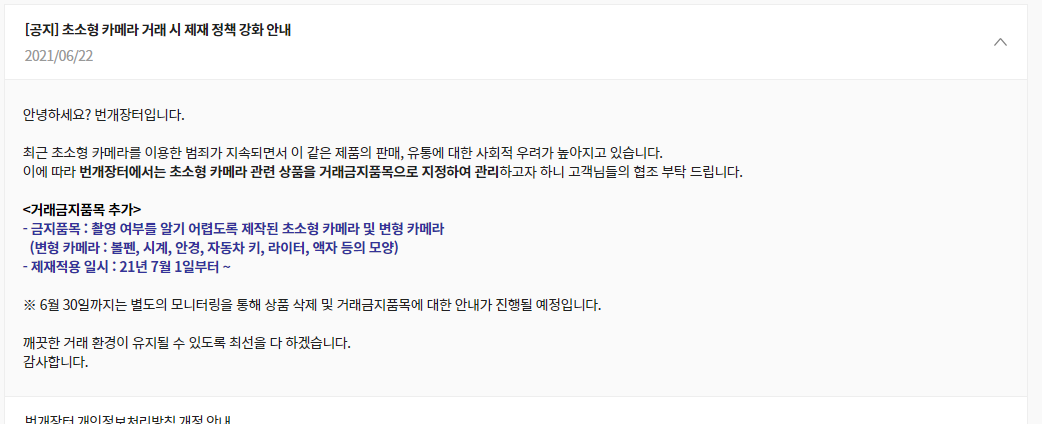 [공지] 초소형 카메라 거래 시 제재 정책 강화 안내
2021/06/22
안녕하세요? 번개장터입니다.
최근 초소형 카메라를 이용한 범죄가 지속되면서 이 같은 제품의 판매, 유통에 대한 사회적 우려가 높아지고 있습니다.
이에 따라 번개장터에서는 초소형 카메라 관련 상품을 거래금지품목으로 지정하여 관리하고자 하니 고객님들의 협조 부탁 드립니다.
<거래금지품목 추가>
- 금지품목 : 촬영 여부를 알기 어렵도록 제작된 초소형 카메라 및 변형 카메라
(변형 카메라 : 볼펜, 시계, 안경, 자동차 키, 라이터, 액자 등의 모양)
- 제재적용 일시 : 21년 7월 1일부터 ~
※ 6월 30일까지는 별도의 모니터링을 통해 상품 삭제 및 거래금지품목에 대한 안내가 진행될 예정입니다.
깨끗한 거래 환경이 유지될 수 있도록 최선을 다 하겠습니다.
감사합니다.
번개장터 개인정보처리방침 개정 안내